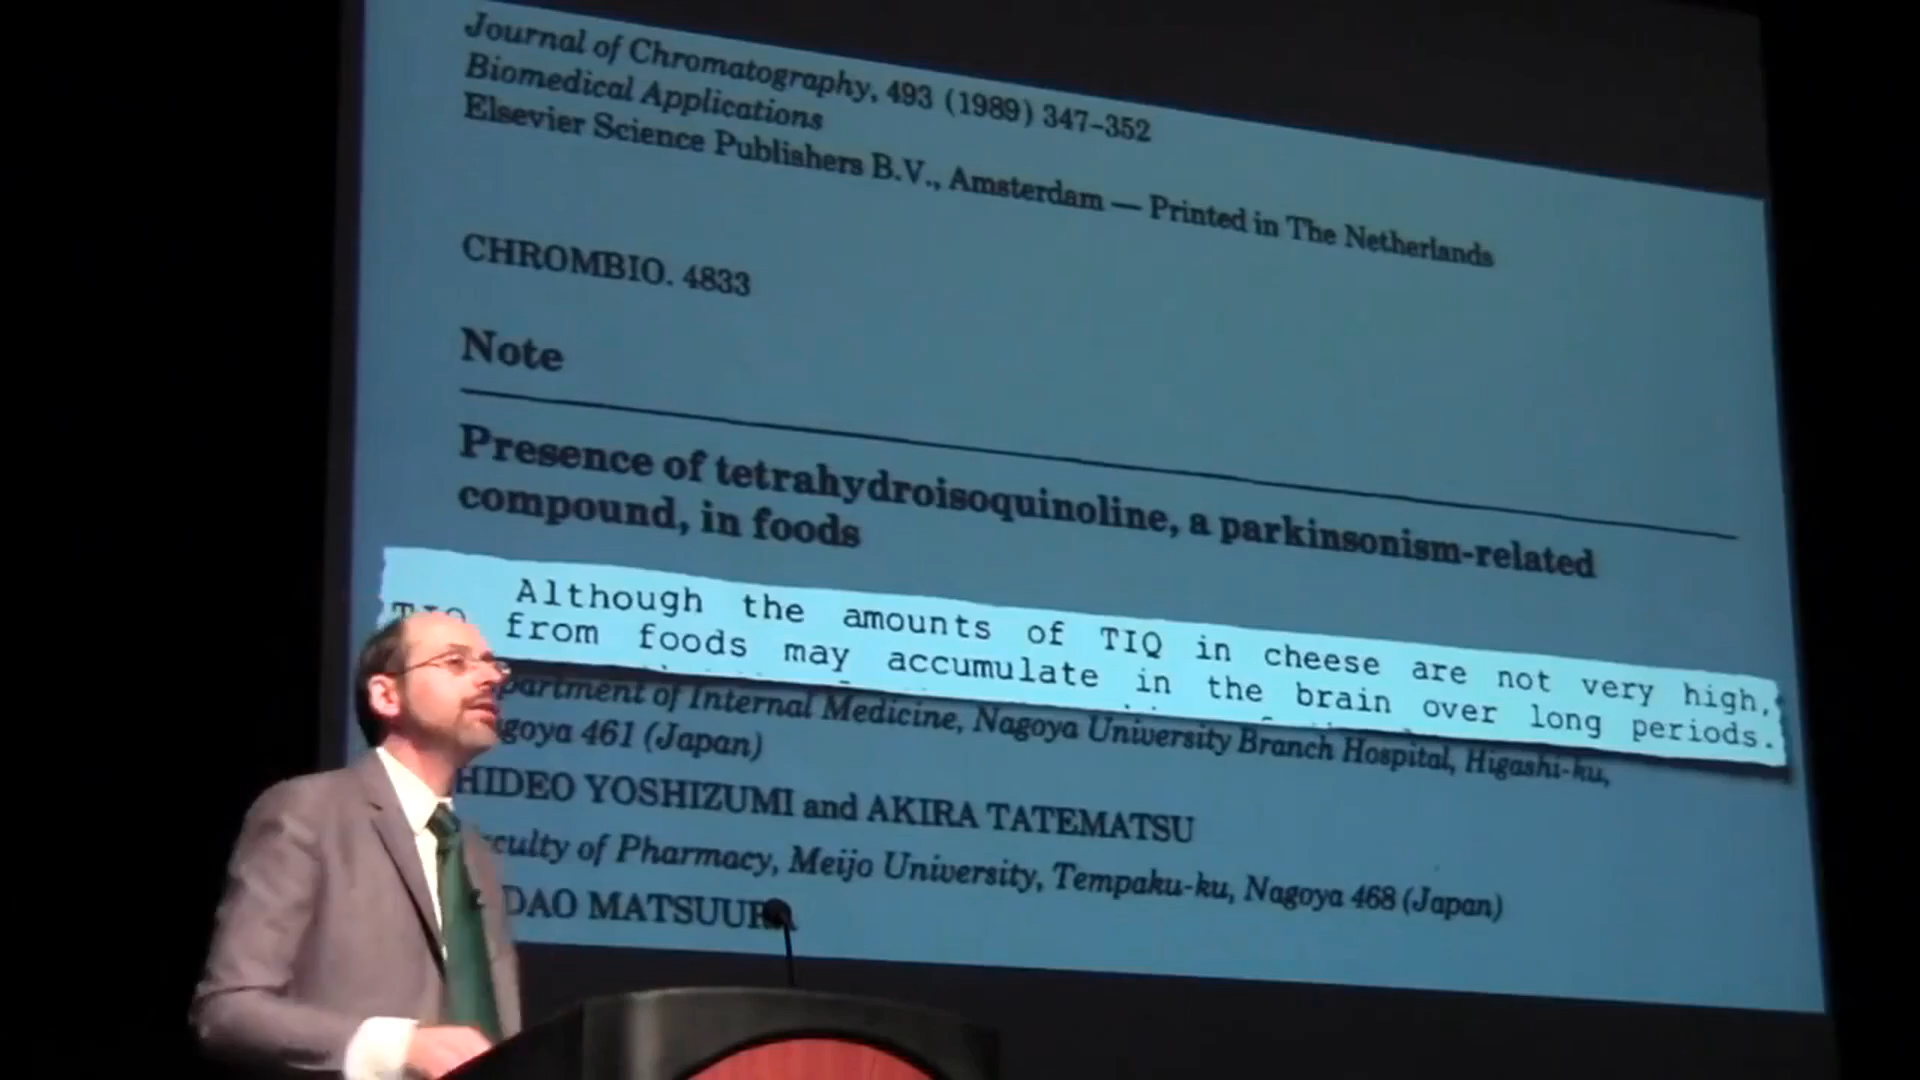 Journal of Chromatography, 493 (1989) 347–352
Biomedical Applications
Elsevier Science Publishers B.V., Amsterdam — Printed in The Netherlands
CHROMBIO. 4833
Note
Presence of tetrahydroisoquinoline, a parkinsonism-related
compound, in foods
Although the amounts of TIQ in cheese are not very high,
TIQ from foods may accumulate in the brain over long periods.
of Internal Medicine, Nagoya University Branch Hospital, Higashi-ku,
461 (Japan)
HIDEO YOSHIZUMI and AKIRA TATEMATSU
of Pharmacy, Meijo University, Tempaku-ku, Nagoya 468 (Japan)
MATSUURA